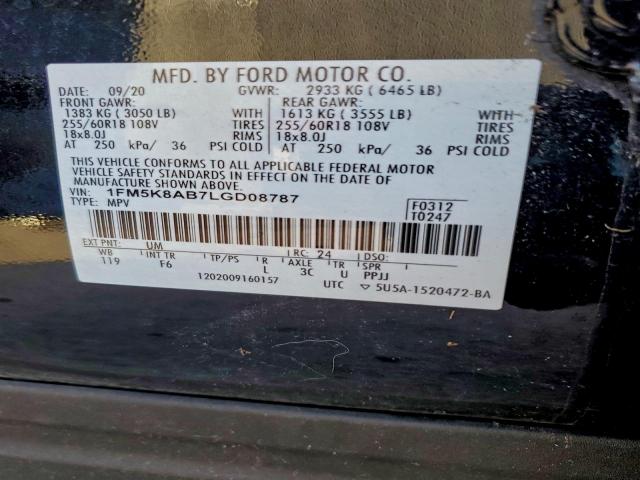 MFD. BY FORD MOTOR CO.
DATE: 09/20 GVWR: 2933 KG ( 6465 LB)
FRONT GAWR: REAR GAWR:
1383 KG ( 3050 LB) WITH 1613 KG ( 3555 LB) WITH
255/60R18 108V TIRES 255/60R18 108V TIRES
18x8.0J RIMS 18x8.0J RIMS
AT 250 kPa/ 36 PSI COLD AT 250 kPa/ 36 PSI COLD
THIS VEHICLE CONFORMS TO ALL APPLICABLE FEDERAL MOTOR
VEHICLE SAFETY STANDARDS IN EFFECT ON THE DATE OF MANUFACTURE
SHOWN ABOVE.
VIN: 1FM5K8AB7LGD08787
TYPE: MPV
F0312
T0247
EXT PNT: UM RC: 24 DSO:
WB INT TR TP/PS R AXLE TR SPR
119 F6 L 3C U PPJJ
1202009160157 UTC 5U5A-1520472-BA